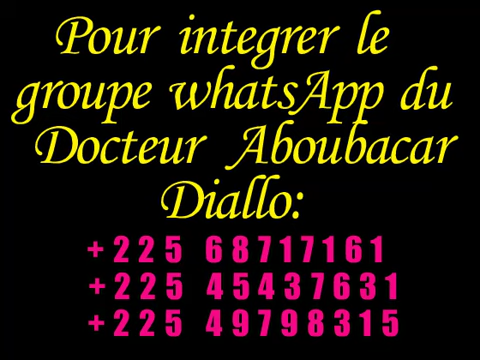 Pour integrer le
groupe whatsApp du
Docteur Aboubacar
Diallo:
+225 68717161
+225 45437631
+225 49798315